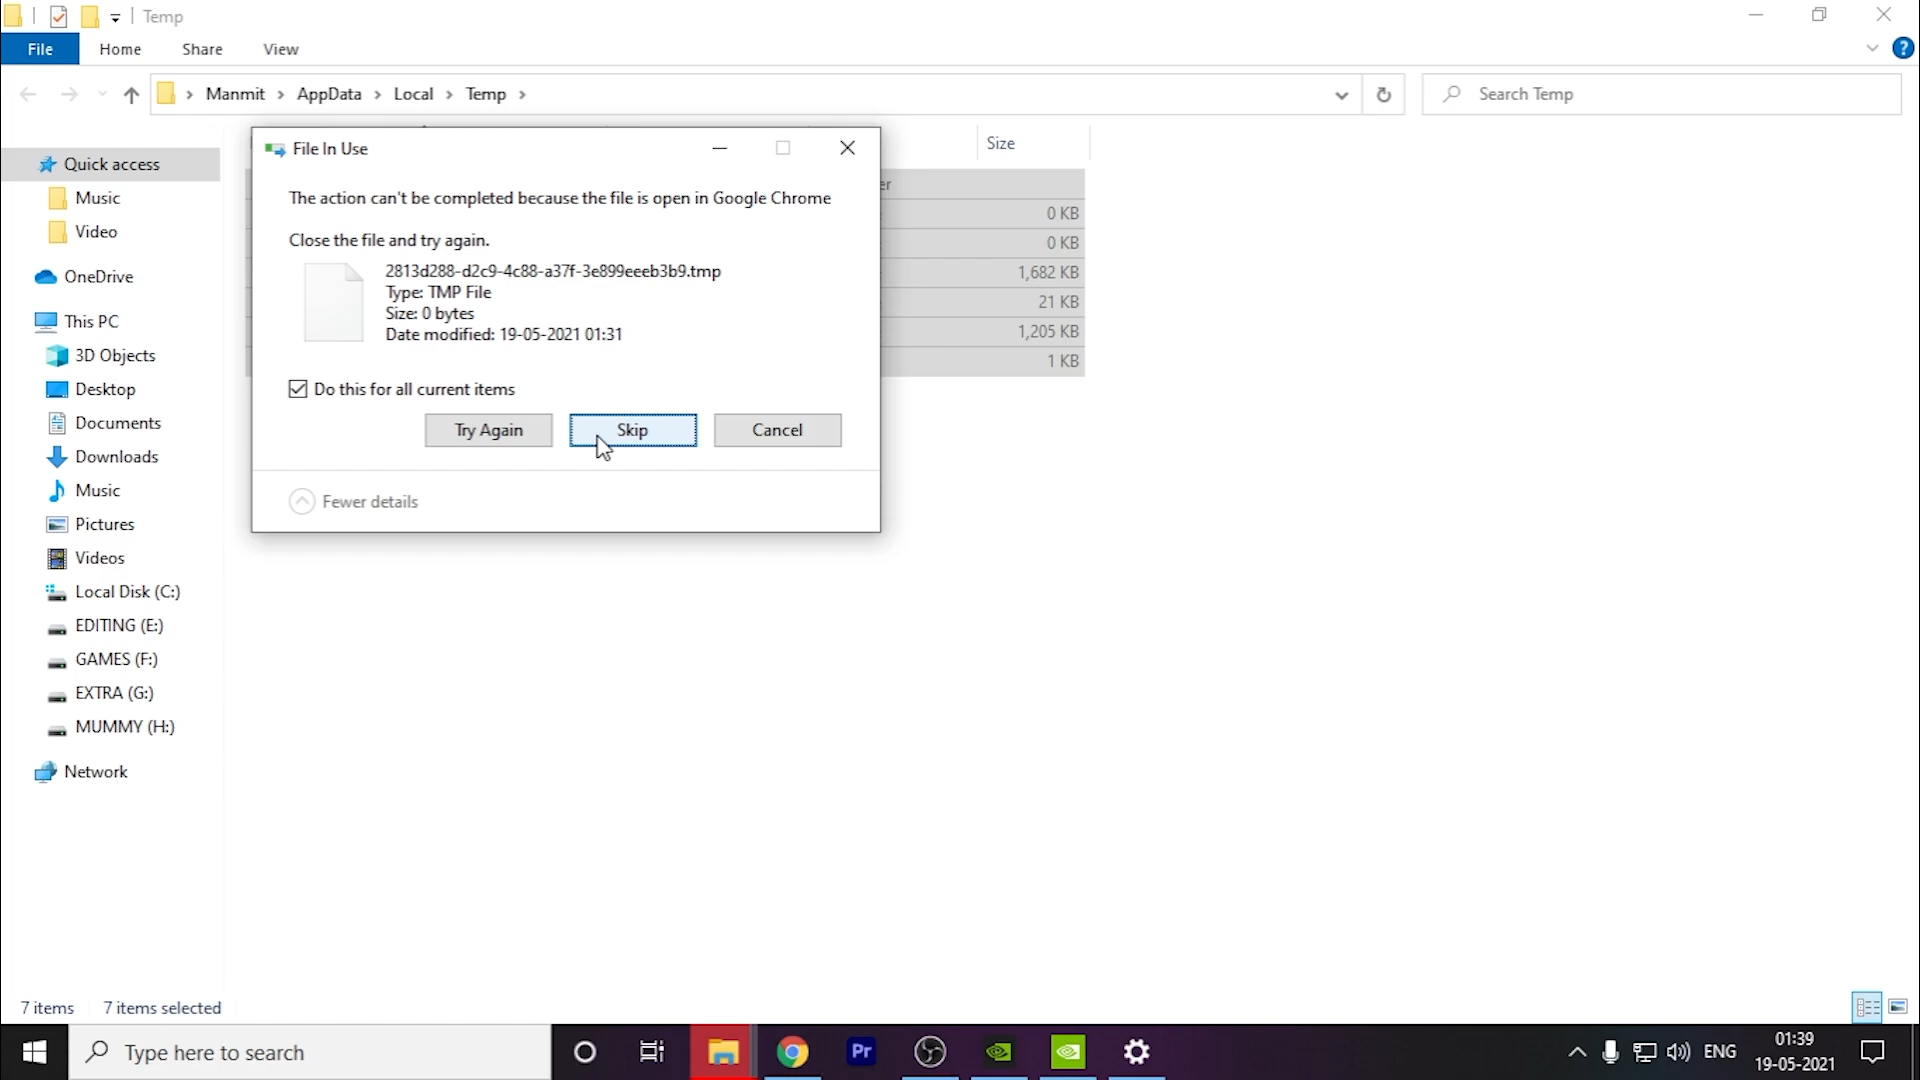 Temp
File
Home
Share
View
?
Manmit
AppData
Local
Temp
Search Temp
Size
File In Use
The action can't be completed because the file is open in Google Chrome
Close the file and try again.
2813d288-d2c9-4c88-a37f-3e899eeeb3b9.tmp
Type: TMP File
Size: 0 bytes
Date modified: 19-05-2021 01:31
Do this for all current items
Try Again
Skip
Cancel
Fewer details
er
0 KB
0 KB
1,682 KB
21 KB
1,205 KB
1 KB
Quick access
Music
Video
OneDrive
This PC
3D Objects
Desktop
Documents
Downloads
Music
Pictures
Videos
Local Disk (C:)
EDITING (E:)
GAMES (F:)
EXTRA (G:)
MUMMY (H:)
Network
7 items
7 items selected
Type here to search
Pr
ENG
01:39
19-05-2021